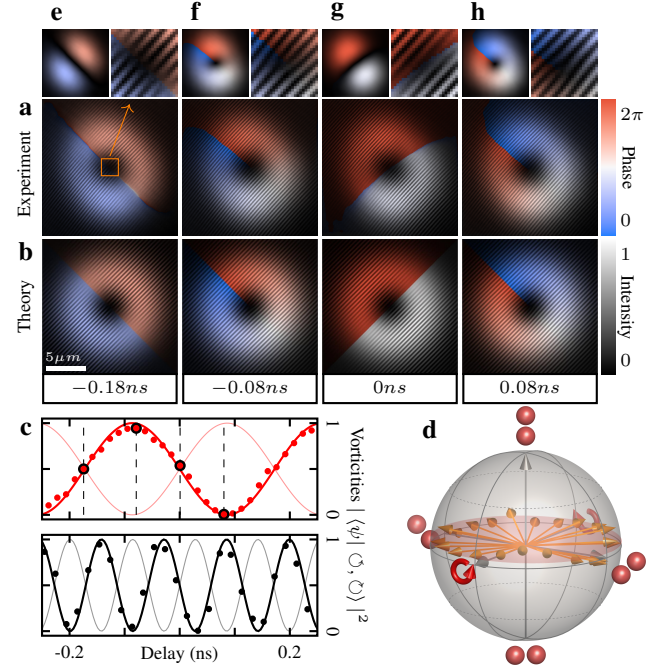 e f g h
a
Experiment
2π
Phase
0
b
Theory
5μm
1
Intensity
0
−0.18ns −0.08ns 0ns 0.08ns
c
1
0
1
0
Vorticities | ⟨ψ| ↺, ↻⟩ |²
-0.2 Delay (ns) 0.2
d